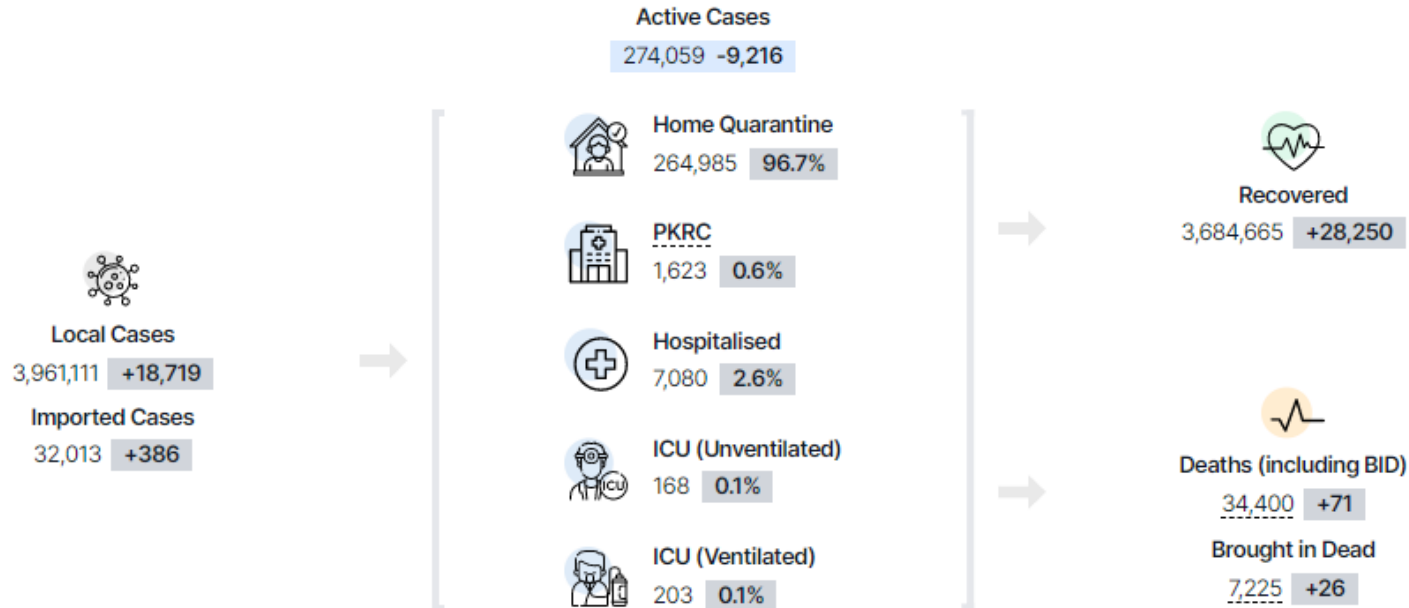 Active Cases
274,059 -9,216
Home Quarantine
264,985 96.7%
PKRC
1,623 0.6%
Hospitalised
7,080 2.6%
ICU (Unventilated)
168 0.1%
ICU (Ventilated)
203 0.1%
Local Cases
3,961,111 +18,719
Imported Cases
32,013 +386
ICU
Recovered
3,684,665 +28,250
Deaths (including BID)
34,400 +71
Brought in Dead
7,225 +26